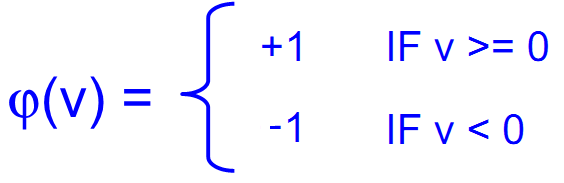 +1 IF v >= 0
φ(v) =
-1 IF v < 0